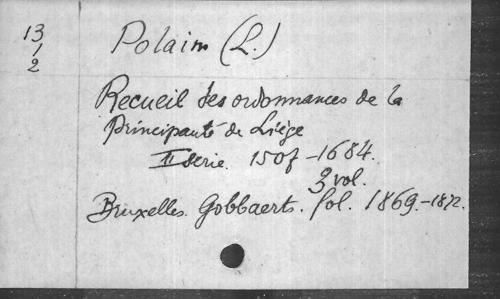 13
1
2
Polain (L.)
Recueil des ordonnances de la
Principauté de Liège
II serie. 1507-1684.
3 vol.
Bruxelles. Gobbaerts. fol. 1869.-1872.